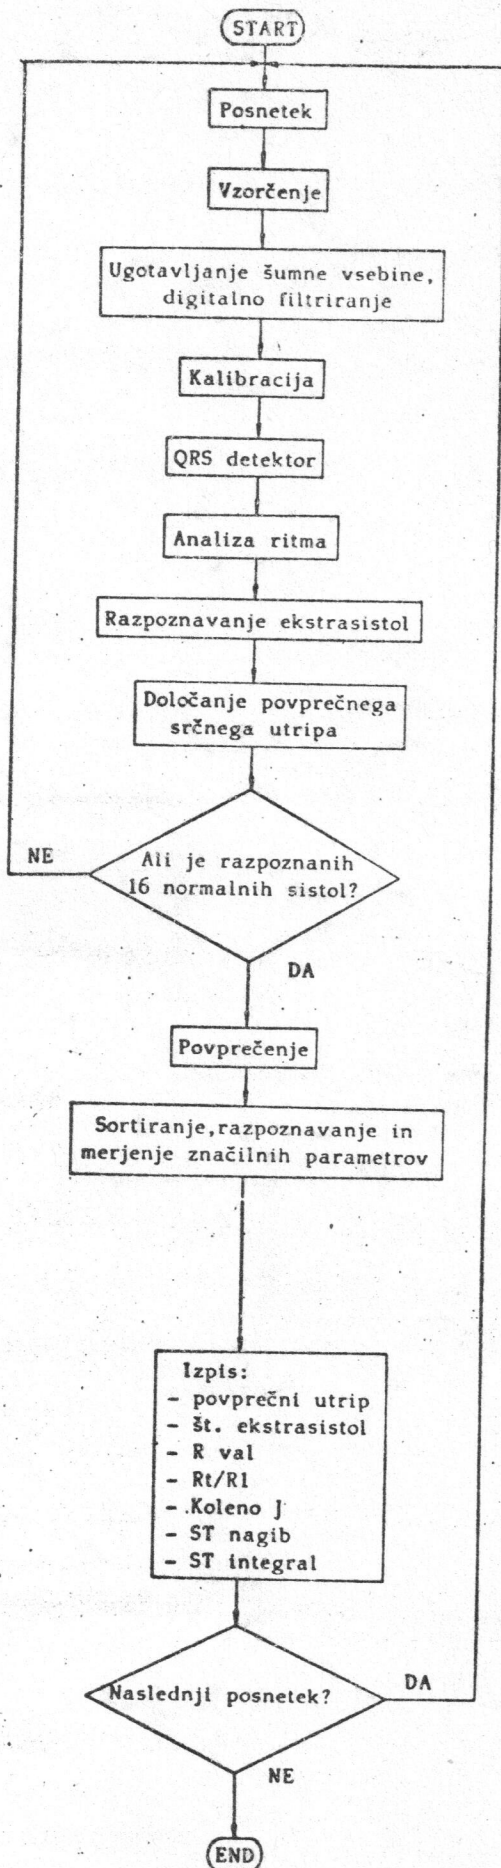 START
Posnetek
Vzorčenje
Ugotavljanje šumne vsebine,
digitalno filtriranje
Kalibracija
QRS detektor
Analiza ritma
Razpoznavanje ekstrasistol
Določanje povprečnega
srčnega utripa
NE
Ali je razpoznanih
16 normalnih sistol?
DA
Povprečenje
Sortiranje,razpoznavanje in
merjenje značilnih parametrov
Izpis:
- povprečni utrip
- št. ekstrasistol
- R val
- Rt/R1
- Koleno J
- ST nagib
- ST integral
Naslednji posnetek?
DA
NE
END